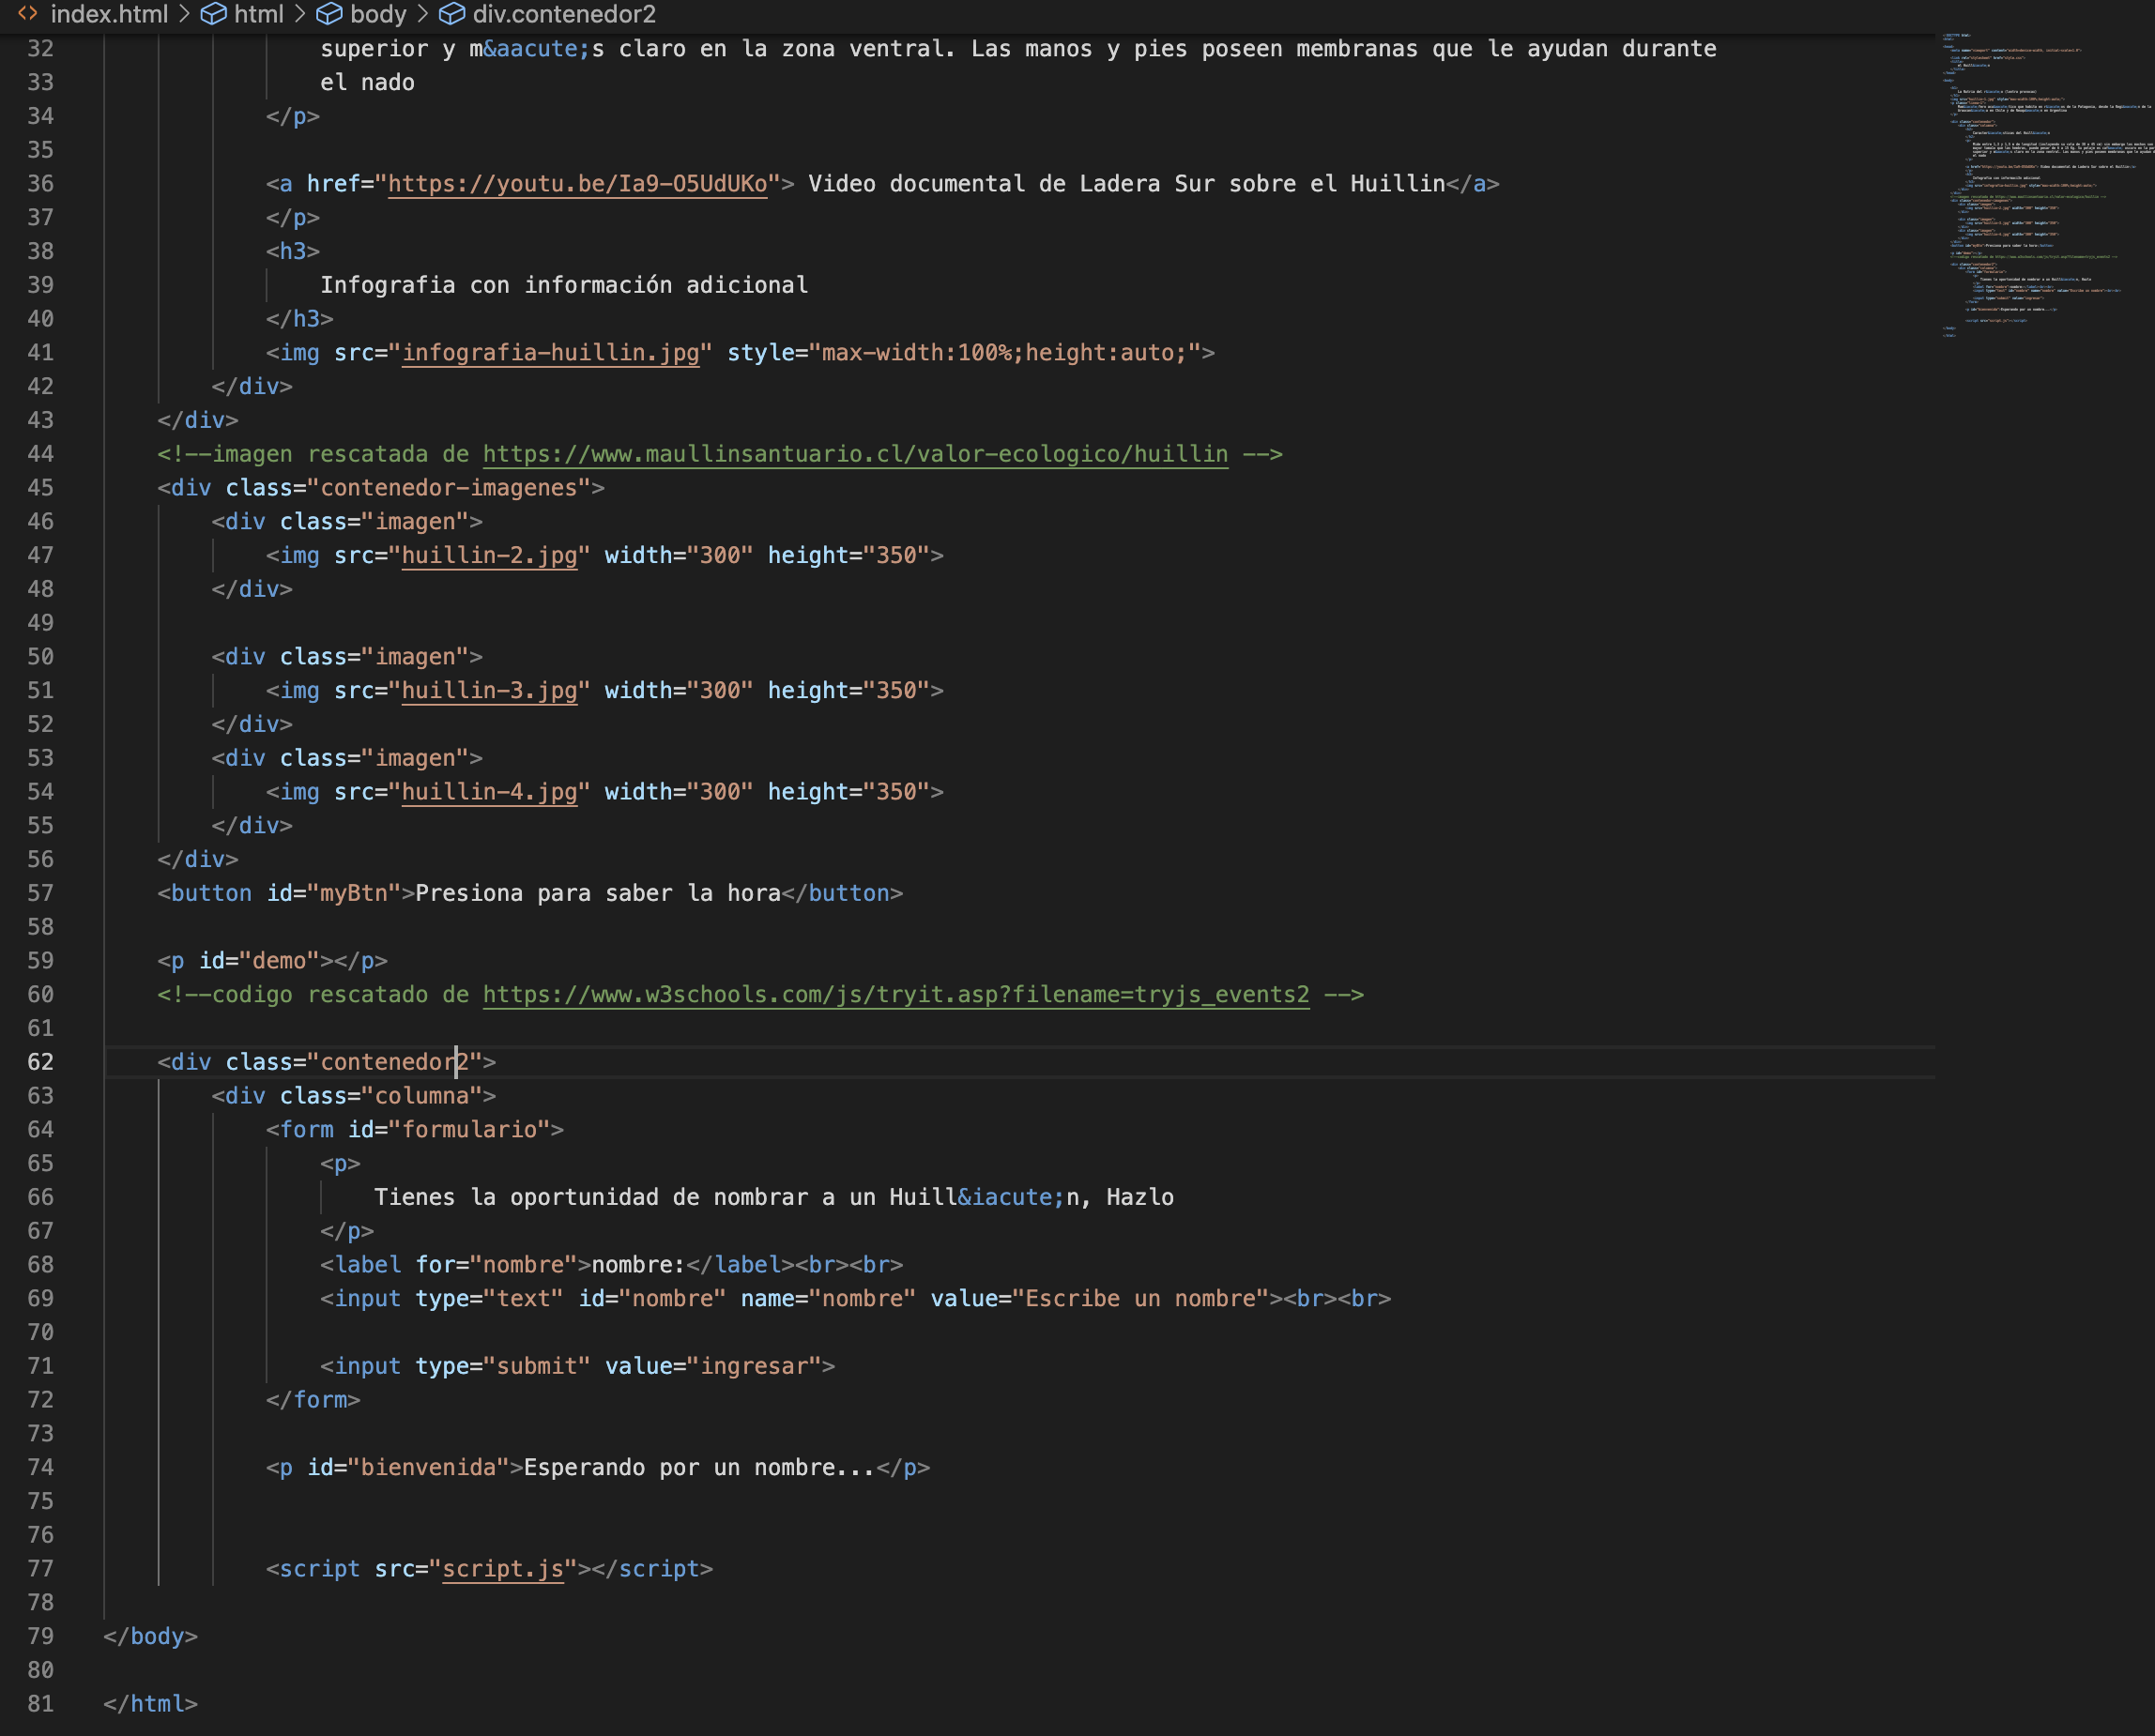 index.html > html > body > div.contenedor2
32 superior y m&aacute;s claro en la zona ventral. Las manos y pies poseen membranas que le ayudan durante
33 el nado
34 </p>
35
36 <a href="https://youtu.be/Ia9-O5UdUKo"> Video documental de Ladera Sur sobre el Huillin</a>
37 </p>
38 <h3>
39 Infografia con información adicional
40 </h3>
41 <img src="infografia-huillin.jpg" style="max-width:100%;height:auto;">
42 </div>
43 </div>
44 <!--imagen rescatada de https://www.maullinsantuario.cl/valor-ecologico/huillin -->
45 <div class="contenedor-imagenes">
46 <div class="imagen">
47 <img src="huillin-2.jpg" width="300" height="350">
48 </div>
49
50 <div class="imagen">
51 <img src="huillin-3.jpg" width="300" height="350">
52 </div>
53 <div class="imagen">
54 <img src="huillin-4.jpg" width="300" height="350">
55 </div>
56 </div>
57 <button id="myBtn">Presiona para saber la hora</button>
58
59 <p id="demo"></p>
60 <!--codigo rescatado de https://www.w3schools.com/js/tryit.asp?filename=tryjs_events2 -->
61
62 <div class="contenedor2">
63 <div class="columna">
64 <form id="formulario">
65 <p>
66 Tienes la oportunidad de nombrar a un Huill&iacute;n, Hazlo
67 </p>
68 <label for="nombre">nombre:</label><br><br>
69 <input type="text" id="nombre" name="nombre" value="Escribe un nombre"><br><br>
70
71 <input type="submit" value="ingresar">
72 </form>
73
74 <p id="bienvenida">Esperando por un nombre...</p>
75
76
77 <script src="script.js"></script>
78
79 </body>
80
81 </html>